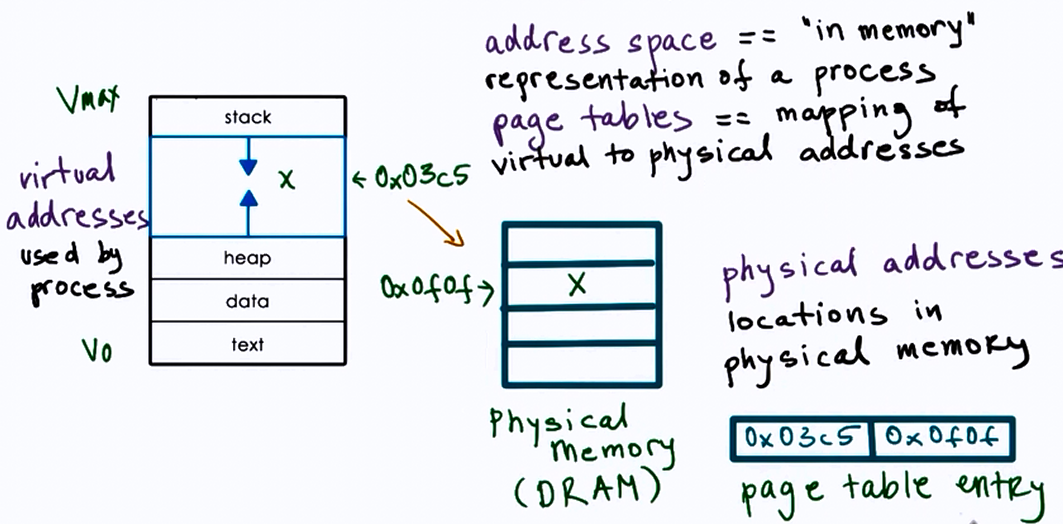 address space == "in memory"
representation of a process
page tables == mapping of
virtual to physical addresses
Vmax
stack
virtual
addresses
used by
process
X
← 0x03c5
heap
data
V0
text
0x0f0f →
X
Physical
Memory
(DRAM)
physical addresses
locations in
physical memory
0x03c5 0x0f0f
page table entry